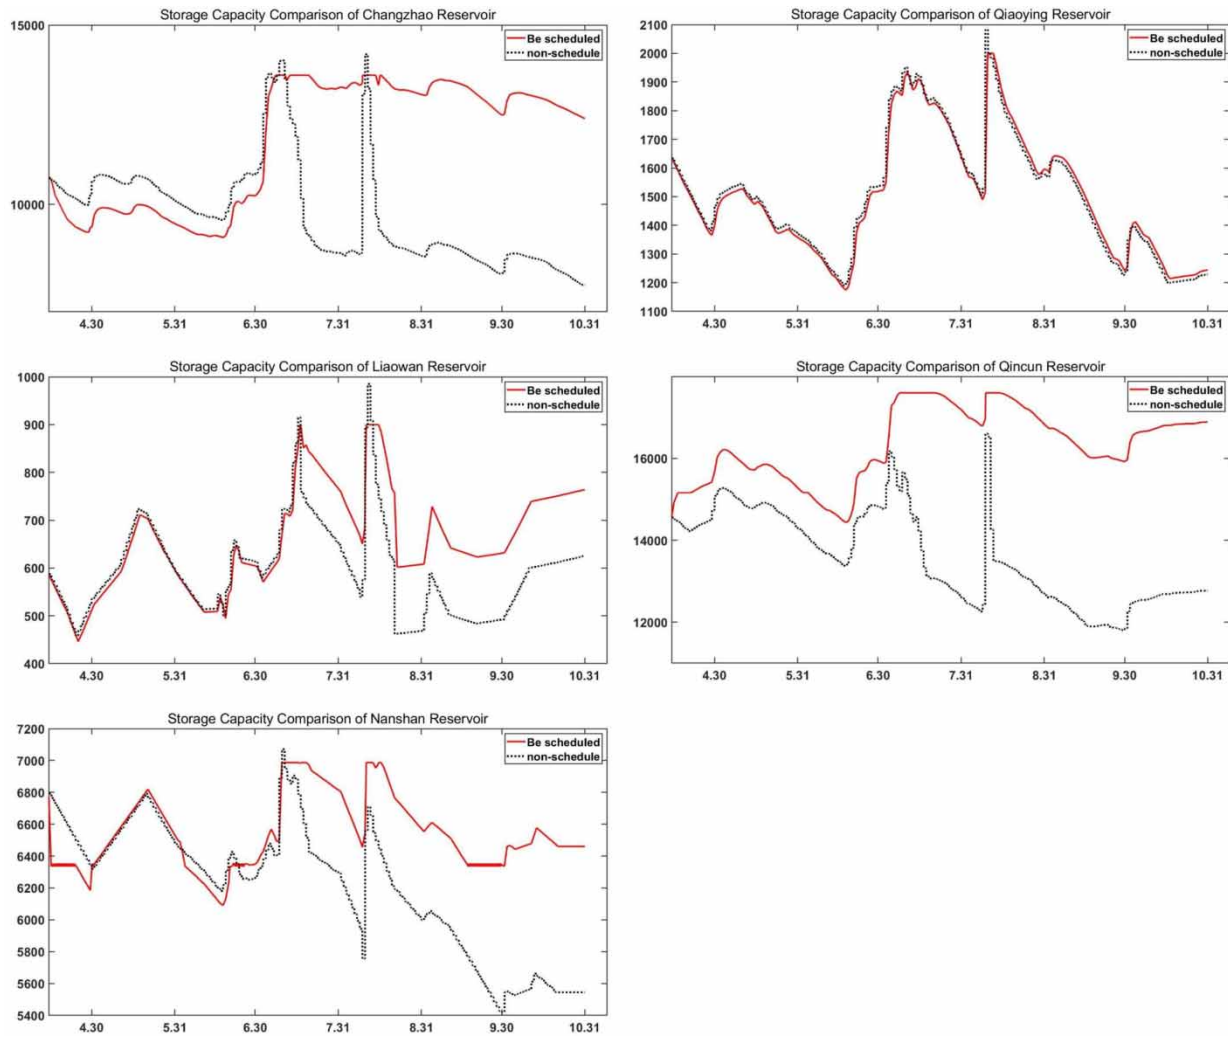 Storage Capacity Comparison of Changzhao Reservoir
15000
10000
Be scheduled
non-schedule
4.30 5.31 6.30 7.31 8.31 9.30 10.31
Storage Capacity Comparison of Qiaoying Reservoir
2100
2000
1900
1800
1700
1600
1500
1400
1300
1200
1100
Be scheduled
non-schedule
4.30 5.31 6.30 7.31 8.31 9.30 10.31
Storage Capacity Comparison of Liaowan Reservoir
1000
900
800
700
600
500
400
Be scheduled
non-schedule
4.30 5.31 6.30 7.31 8.31 9.30 10.31
Storage Capacity Comparison of Qincun Reservoir
16000
14000
12000
Be scheduled
non-schedule
4.30 5.31 6.30 7.31 8.31 9.30 10.31
Storage Capacity Comparison of Nanshan Reservoir
7200
7000
6800
6600
6400
6200
6000
5800
5600
5400
Be scheduled
non-schedule
4.30 5.31 6.30 7.31 8.31 9.30 10.31